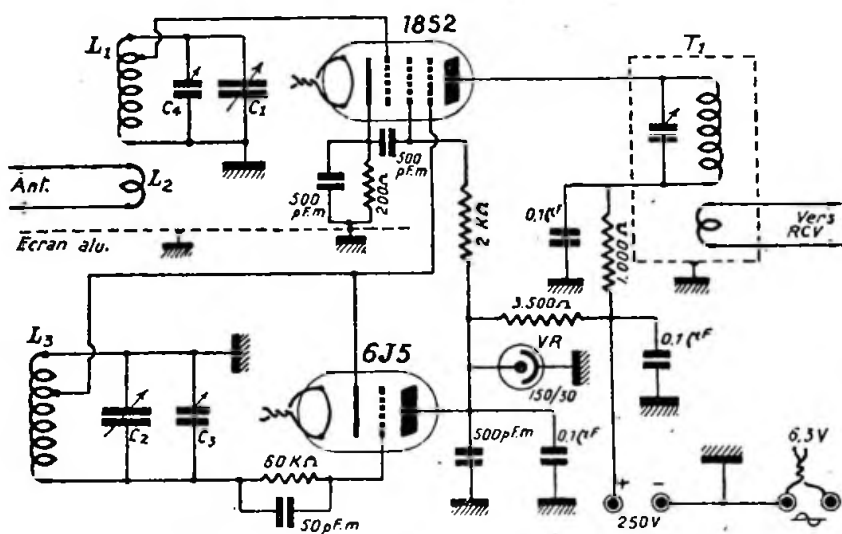 1852
L1
C4
C1
T1
500
pF.m
200Ω
500
pF.m
Ant.
L2
Ecran alu.
2 KΩ
0,1µF
1.000Ω
Vers
RCV
3.500Ω
L3
6J5
VR
150/30
0,1µF
C2
C3
60KΩ
50pF.m
500pF.m
0,1µF
+
-
250V
6,3V